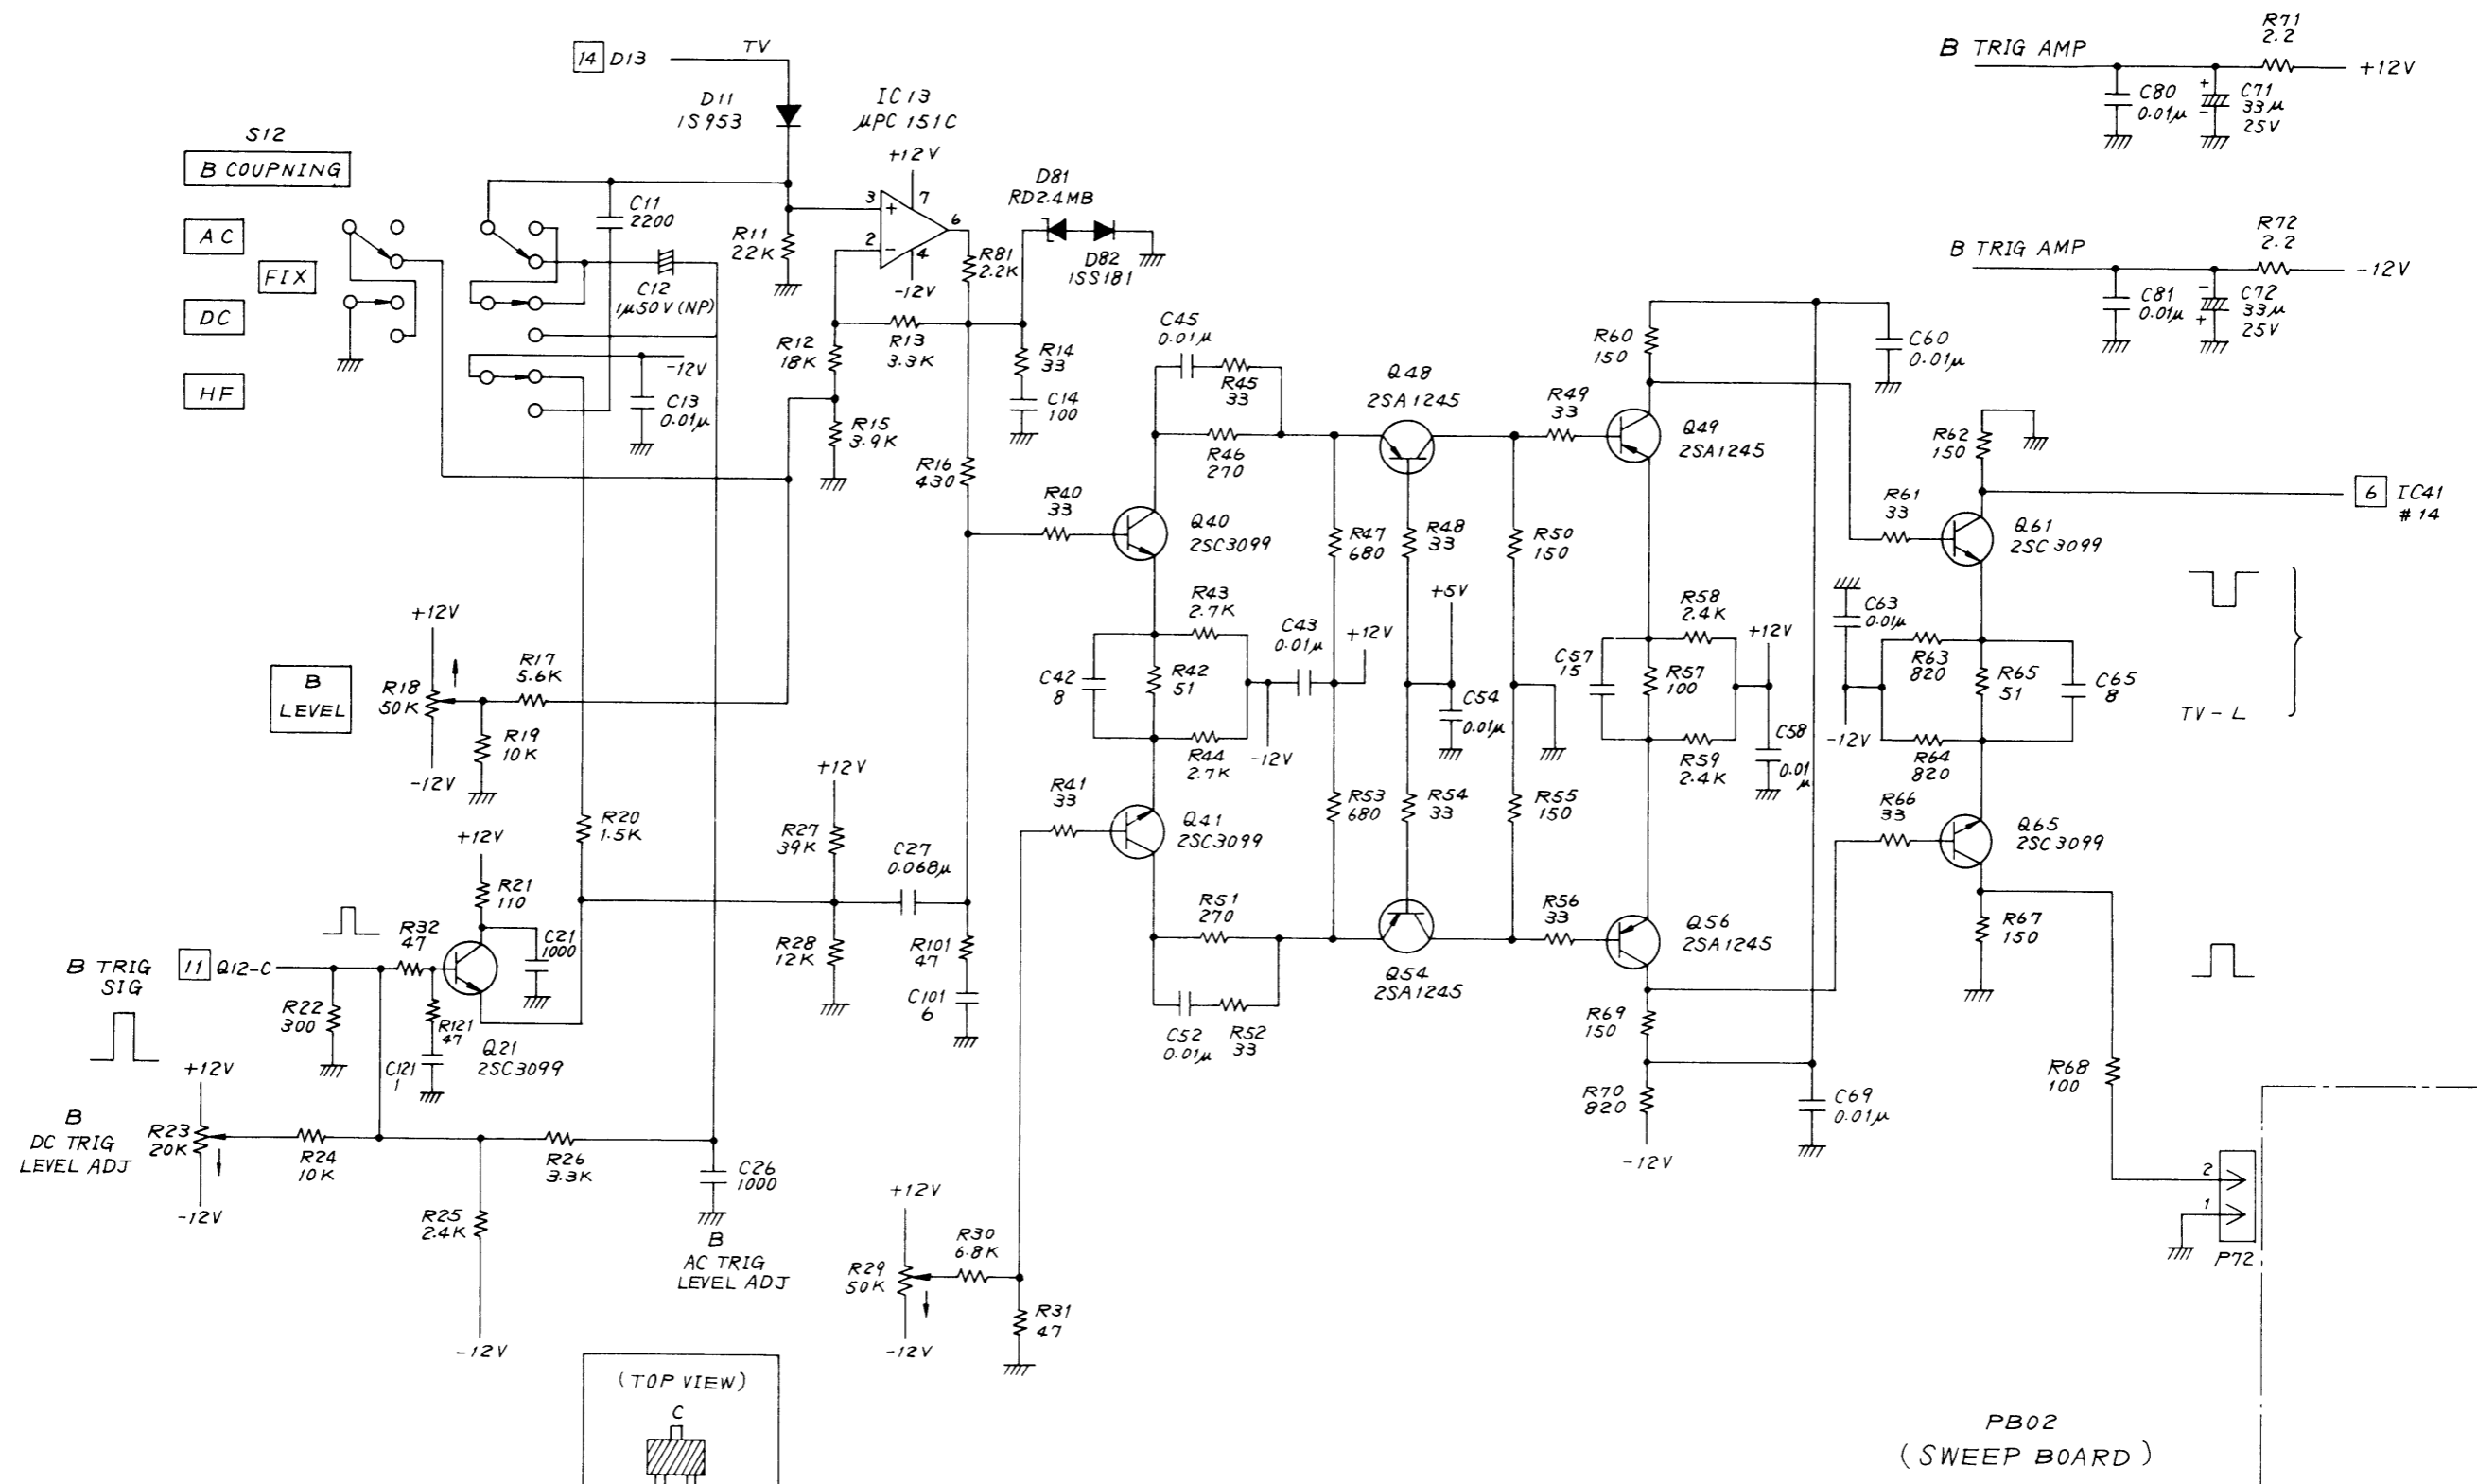 14 D13
TV
D11
1S953
IC13
μPC 151C
+12V
3
7
+
6
2
-
4
-12V
S12
B COUPNING
AC
FIX
DC
HF
C11
2200
C12
1μ50V(NP)
-12V
C13
0.01μ
R11
22K
R81
2.2K
D81
RD2.4MB
D82
1SS181
R12
18K
R13
3.3K
R14
33
C14
100
R15
3.9K
R16
430
B TRIG AMP
R71
2.2
+12V
C80
0.01μ
+
-
C71
33μ
25V
B TRIG AMP
R72
2.2
-12V
C81
0.01μ
-
+
C72
33μ
25V
C45
0.01μ
R45
33
R46
270
Q48
2SA1245
R49
33
R60
150
C60
0.01μ
Q49
2SA1245
R40
33
Q40
2SC3099
R47
680
R48
33
R50
150
R62
150
R61
33
Q61
2SC3099
6 IC41
#14
+12V
B
LEVEL
R18
50K
R17
5.6K
R19
10K
-12V
R43
2.7K
C43
0.01μ
+12V
+5V
C42
8
R42
51
R44
2.7K
-12V
C54
0.01μ
R58
2.4K
+12V
C57
15
R57
100
R59
2.4K
C58
0.01
μ
C63
0.01μ
R63
820
R65
51
C65
8
-12V
R64
820
TV-L
R20
1.5K
+12V
R27
39K
C27
0.068μ
R28
12K
R101
47
C101
6
R41
33
Q41
2SC3099
R53
680
R54
33
R55
150
R51
270
C52
0.01μ
R52
33
Q54
2SA1245
R56
33
Q56
2SA1245
R66
33
Q65
2SC3099
R67
150
R69
150
R70
820
-12V
C69
0.01μ
R68
100
+12V
R21
110
C21
1000
R32
47
B TRIG
SIG
11 Q12-C
R22
300
R121
47
C121
1
Q21
2SC3099
+12V
B
DC TRIG
LEVEL ADJ
R23
20K
-12V
R24
10K
R26
3.3K
R25
2.4K
-12V
C26
1000
B
AC TRIG
LEVEL ADJ
+12V
R29
50K
-12V
R30
6.8K
R31
47
2
1
P72
(TOP VIEW)
C
PB02
(SWEEP BOARD)